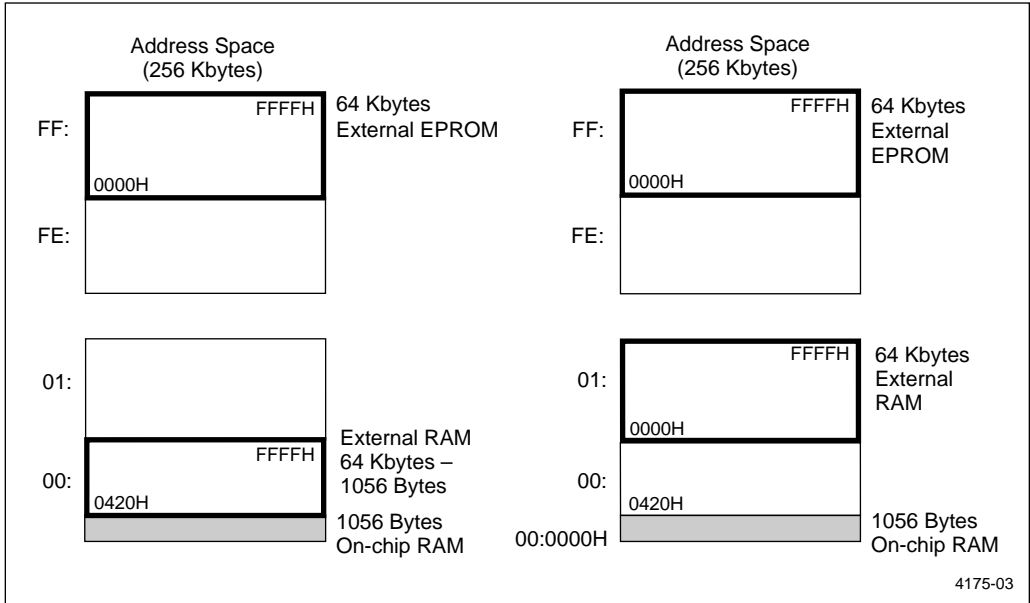 Address Space
(256 Kbytes)
FF:
FFFFH
0000H
64 Kbytes
External EPROM
FE:
01:
00:
FFFFH
0420H
External RAM
64 Kbytes –
1056 Bytes
1056 Bytes
On-chip RAM
Address Space
(256 Kbytes)
FF:
FFFFH
0000H
64 Kbytes
External
EPROM
FE:
01:
FFFFH
0000H
64 Kbytes
External
RAM
00:
0420H
00:0000H
1056 Bytes
On-chip RAM
4175-03